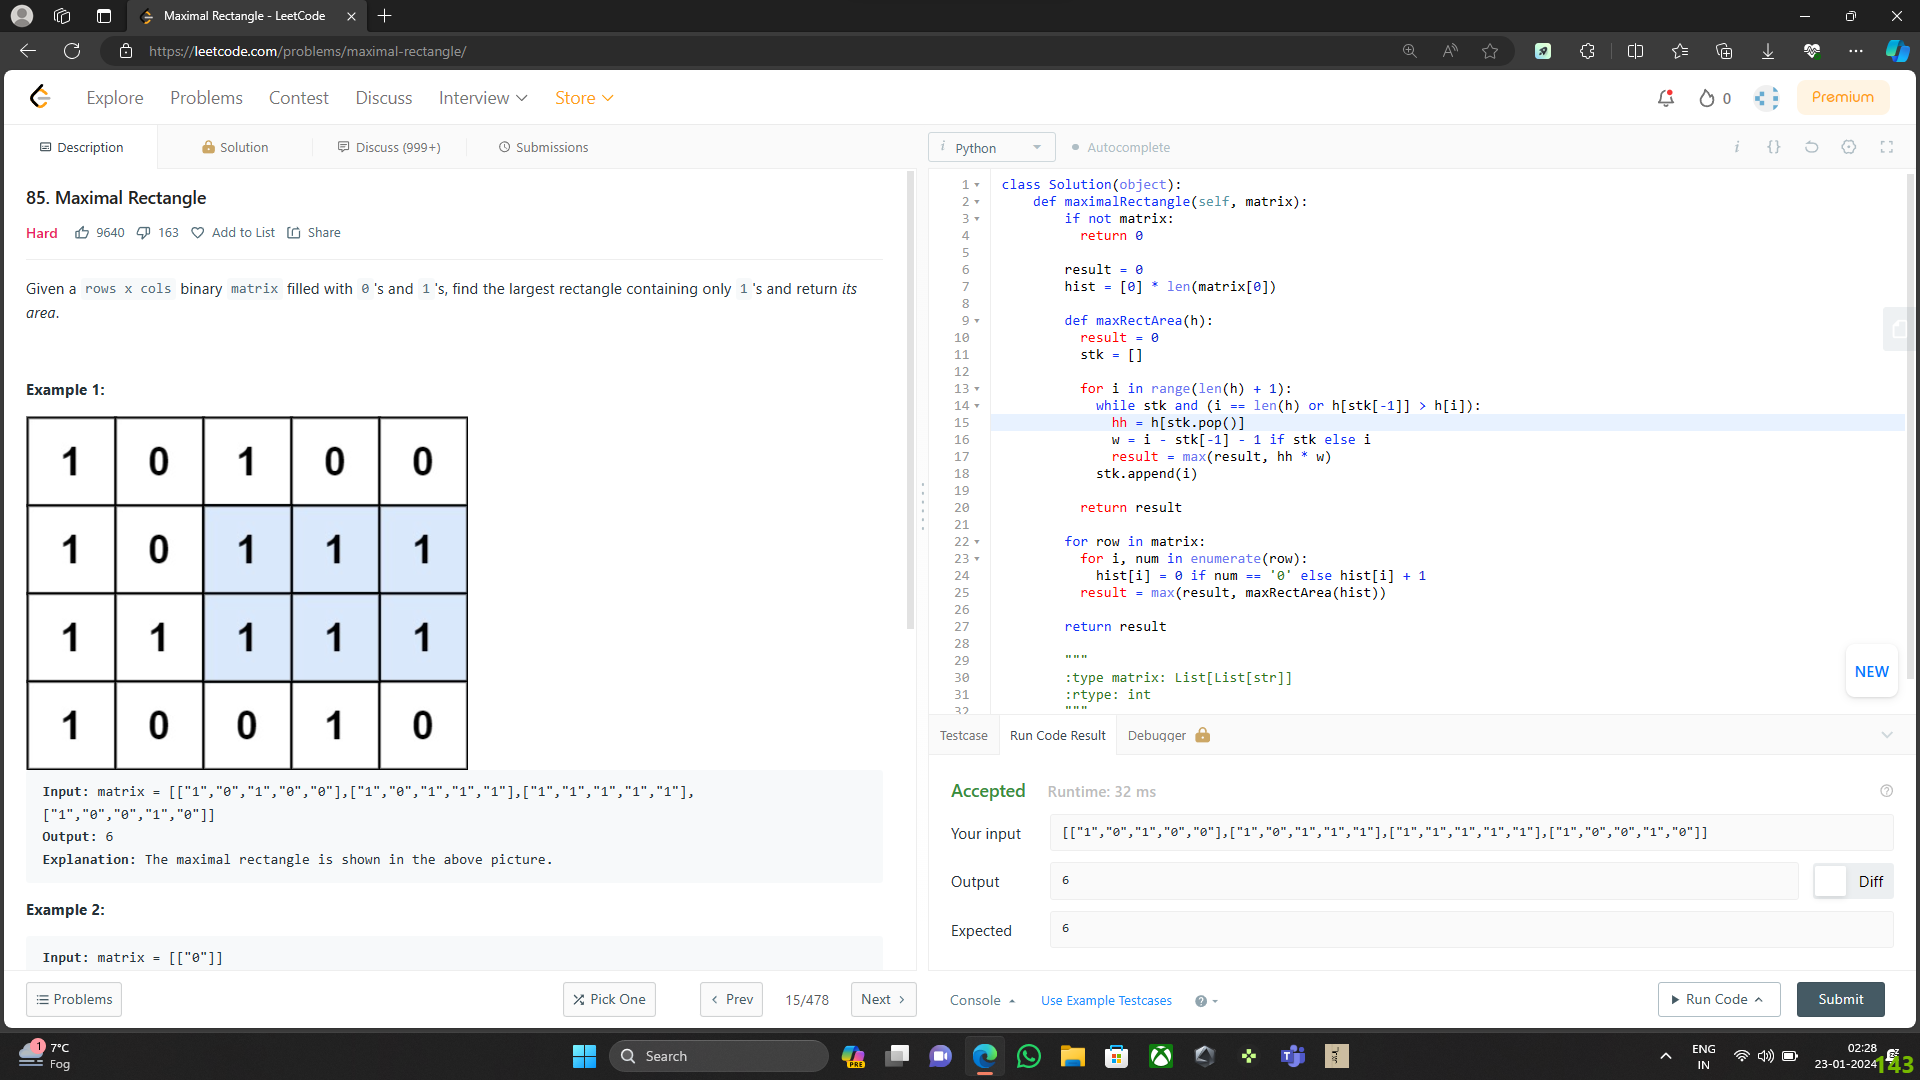 Maximal Rectangle - LeetCode
https://leetcode.com/problems/maximal-rectangle/
Explore Problems Contest Discuss Interview Store 0 Premium
Description Solution Discuss (999+) Submissions
85. Maximal Rectangle
Hard 9640 163 Add to List Share
Given a rows x cols binary matrix filled with 0 's and 1 's, find the largest rectangle containing only 1 's and return its
area.
Example 1:
1 0 1 0 0
1 0 1 1 1
1 1 1 1 1
1 0 0 1 0
Input: matrix = [["1","0","1","0","0"],["1","0","1","1","1"],["1","1","1","1","1"],
["1","0","0","1","0"]]
Output: 6
Explanation: The maximal rectangle is shown in the above picture.
Example 2:
Input: matrix = [["0"]]
Problems Pick One Prev 15/478 Next
i Python Autocomplete i {}
1 class Solution(object):
2 def maximalRectangle(self, matrix):
3 if not matrix:
4 return 0
5
6 result = 0
7 hist = [0] * len(matrix[0])
8
9 def maxRectArea(h):
10 result = 0
11 stk = []
12
13 for i in range(len(h) + 1):
14 while stk and (i == len(h) or h[stk[-1]] > h[i]):
15 hh = h[stk.pop()]
16 w = i - stk[-1] - 1 if stk else i
17 result = max(result, hh * w)
18 stk.append(i)
19
20 return result
21
22 for row in matrix:
23 for i, num in enumerate(row):
24 hist[i] = 0 if num == '0' else hist[i] + 1
25 result = max(result, maxRectArea(hist))
26
27 return result
28
29 """
30 :type matrix: List[List[str]]
31 :rtype: int
32 """
NEW
Testcase Run Code Result Debugger
Accepted Runtime: 32 ms
Your input [["1","0","1","0","0"],["1","0","1","1","1"],["1","1","1","1","1"],["1","0","0","1","0"]]
Output 6 Diff
Expected 6
Console Use Example Testcases Run Code Submit
1 7°C
Fog
Search
PRE
ENG
IN
02:28
23-01-2024
143